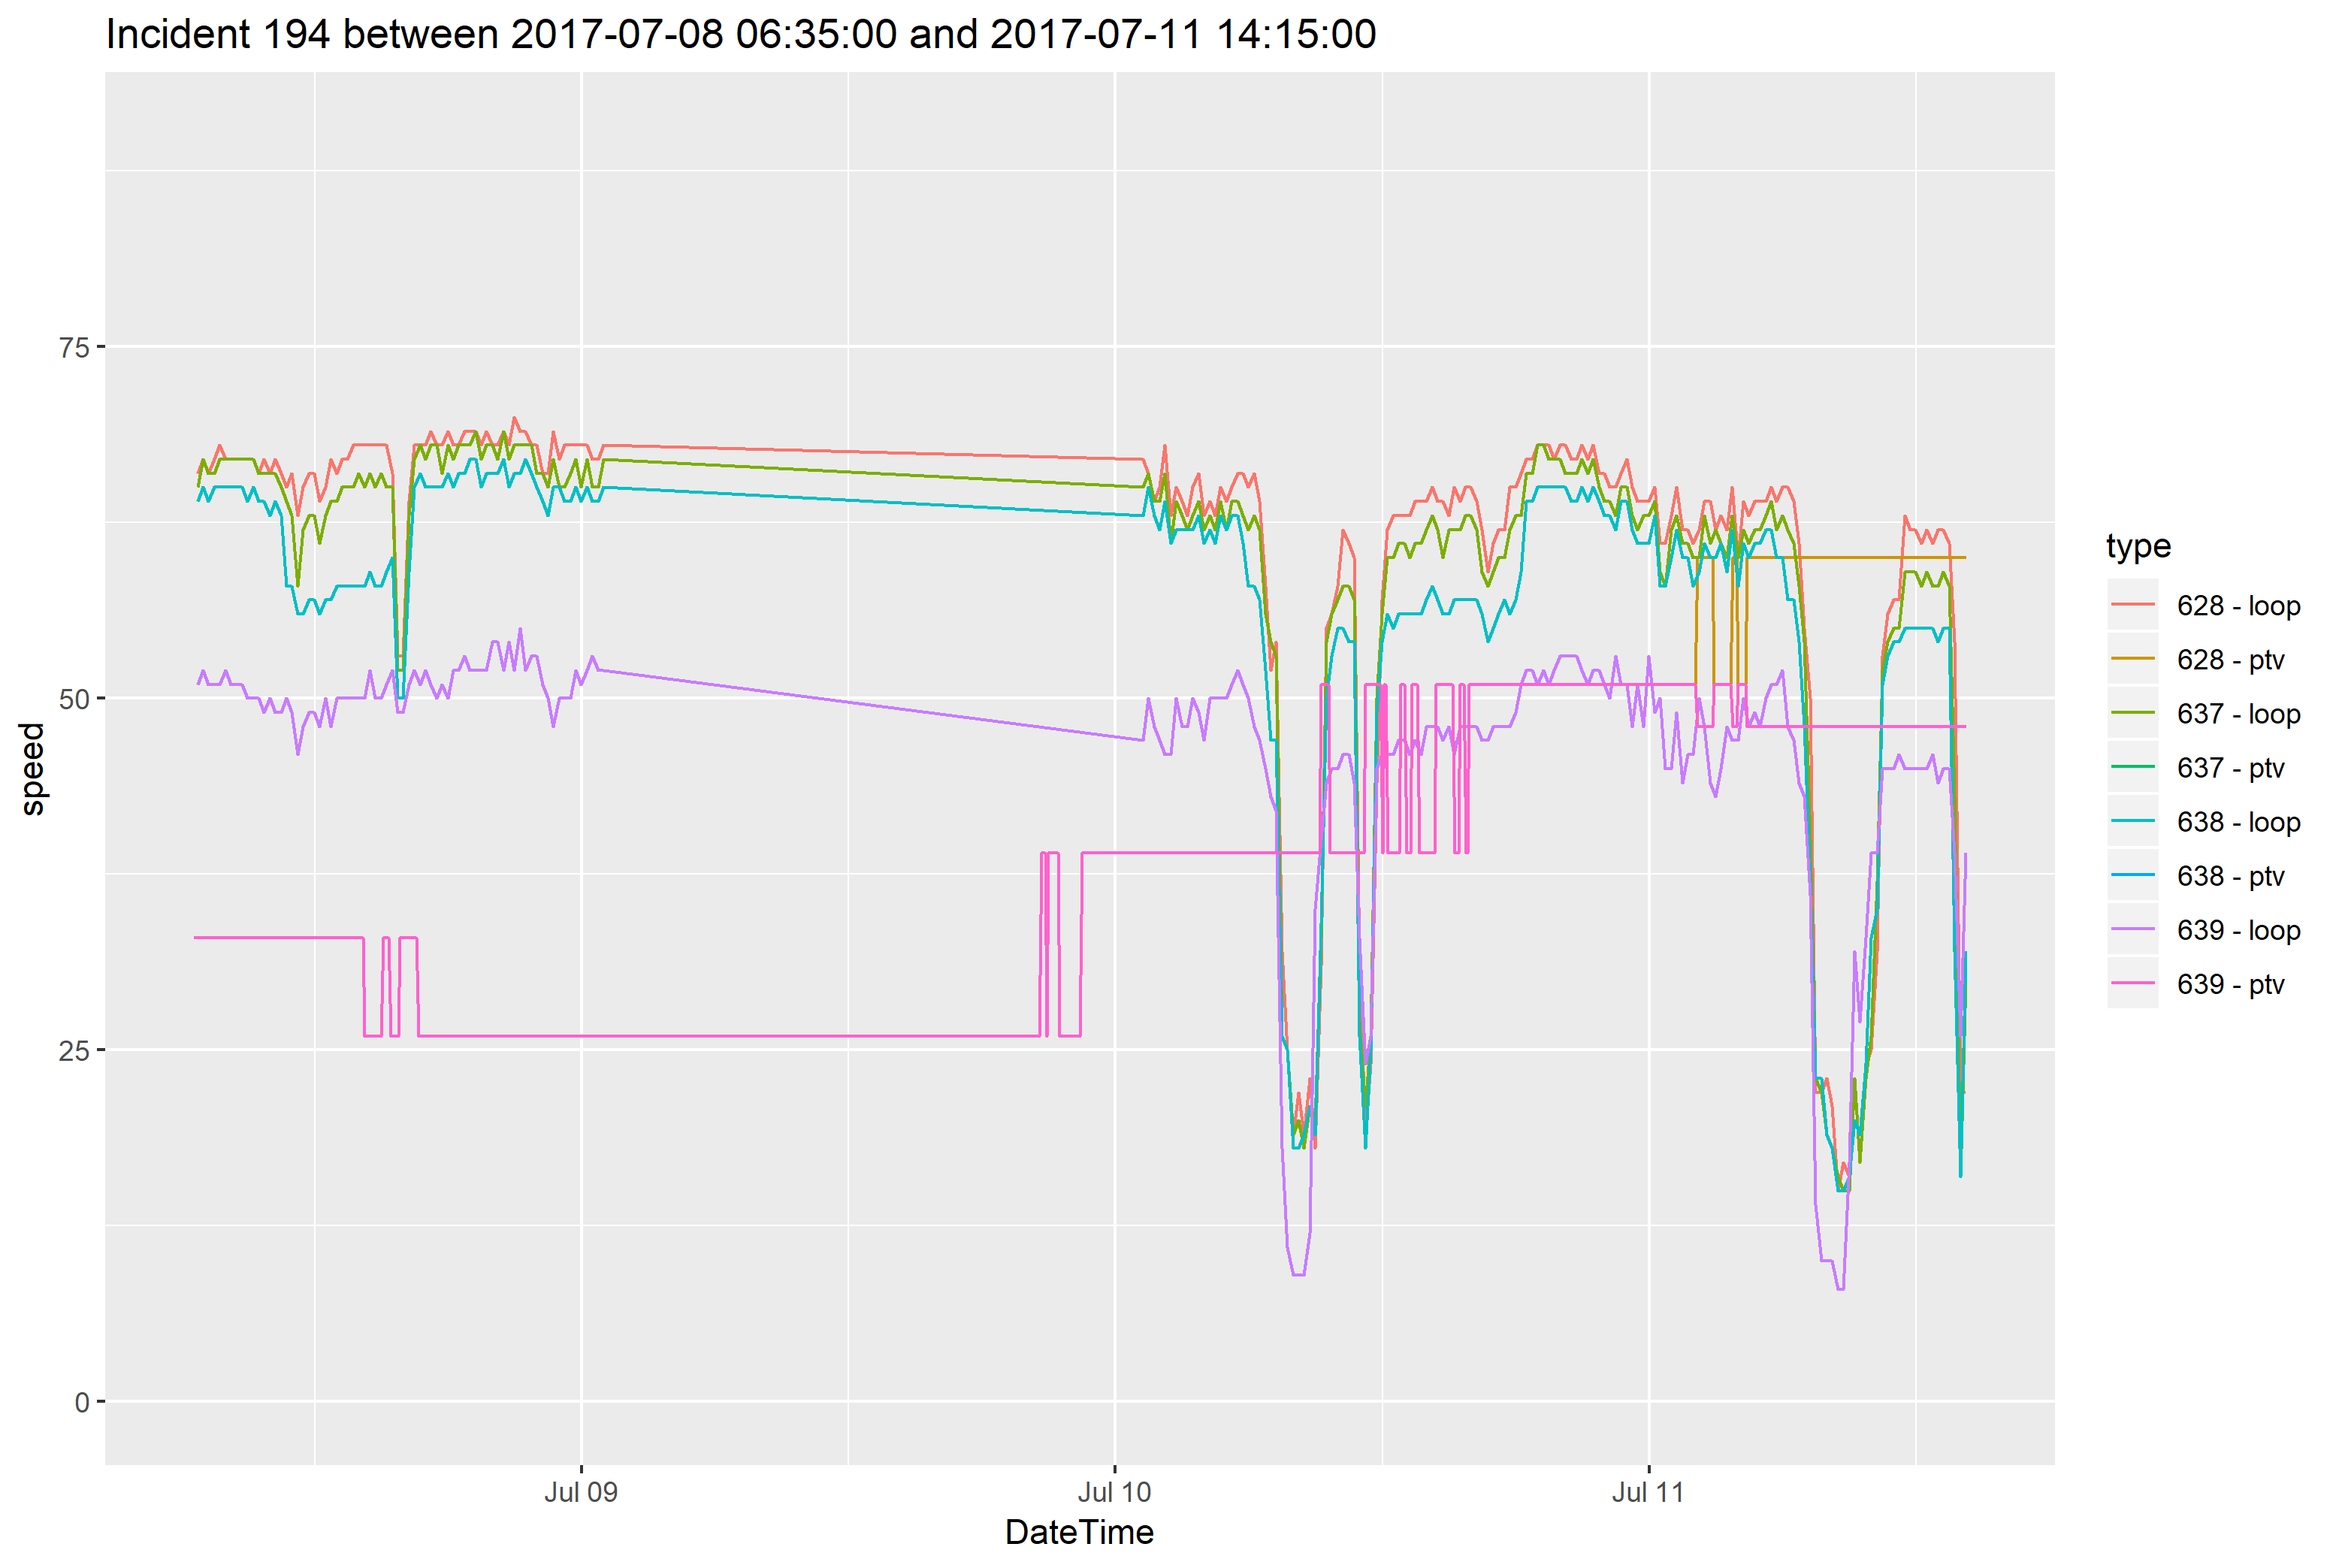 Incident 194 between 2017-07-08 06:35:00 and 2017-07-11 14:15:00
75
50
25
0
speed
Jul 09
Jul 10
Jul 11
DateTime
type
628 - loop
628 - ptv
637 - loop
637 - ptv
638 - loop
638 - ptv
639 - loop
639 - ptv